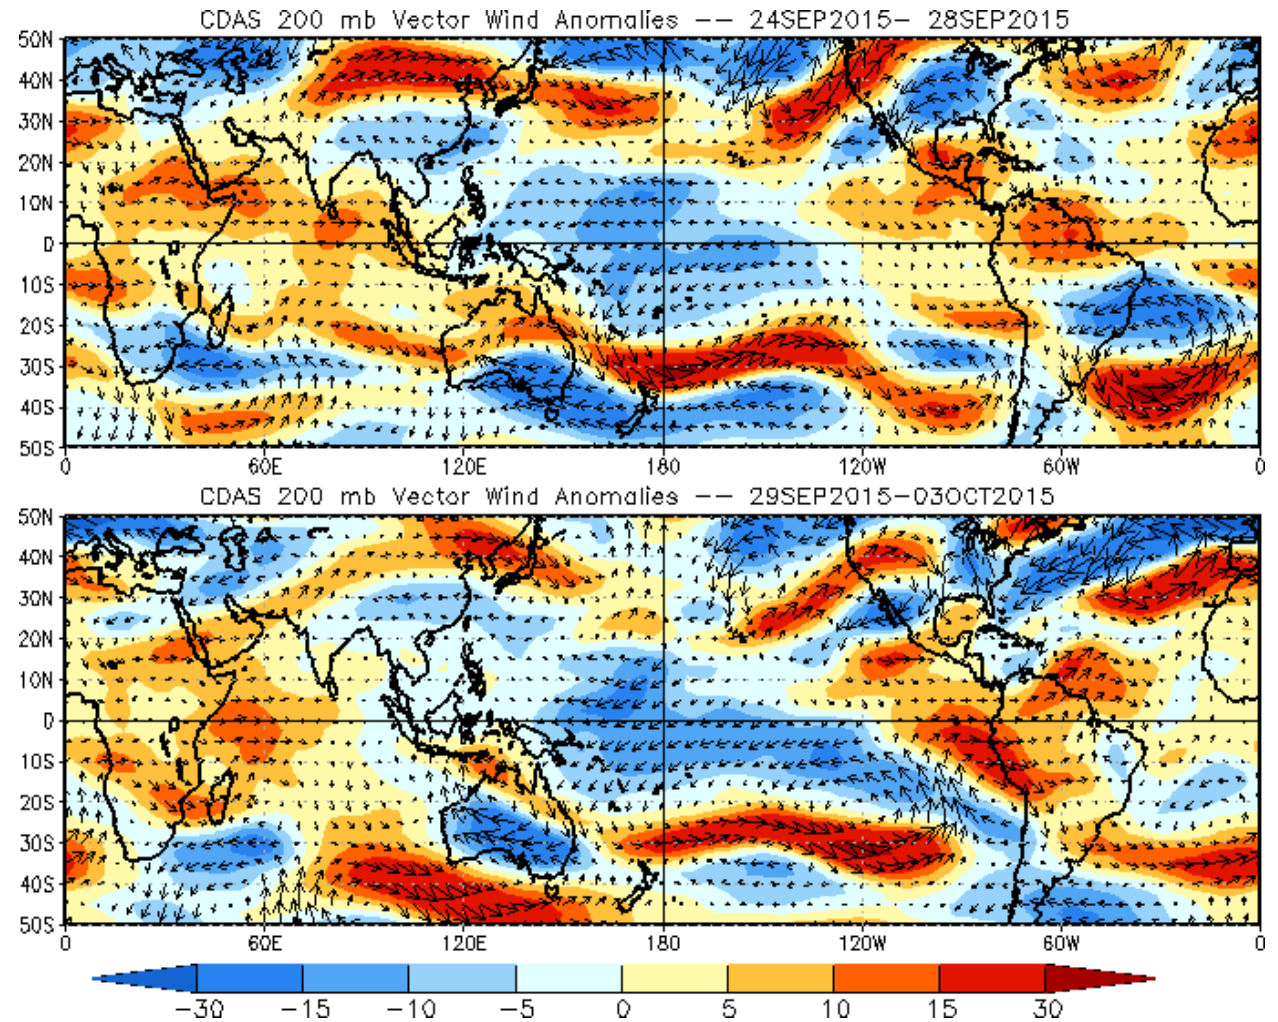 CDAS 200 mb Vector Wind Anomalies -- 24SEP2015- 28SEP2015
50N
40N
30N
20N
10N
0
10S
20S
30S
40S
50S
0 60E 120E 180 120W 60W 0
CDAS 200 mb Vector Wind Anomalies -- 29SEP2015-03OCT2015
50N
40N
30N
20N
10N
0
10S
20S
30S
40S
50S
0 60E 120E 180 120W 60W 0
-30 -15 -10 -5 0 5 10 15 30